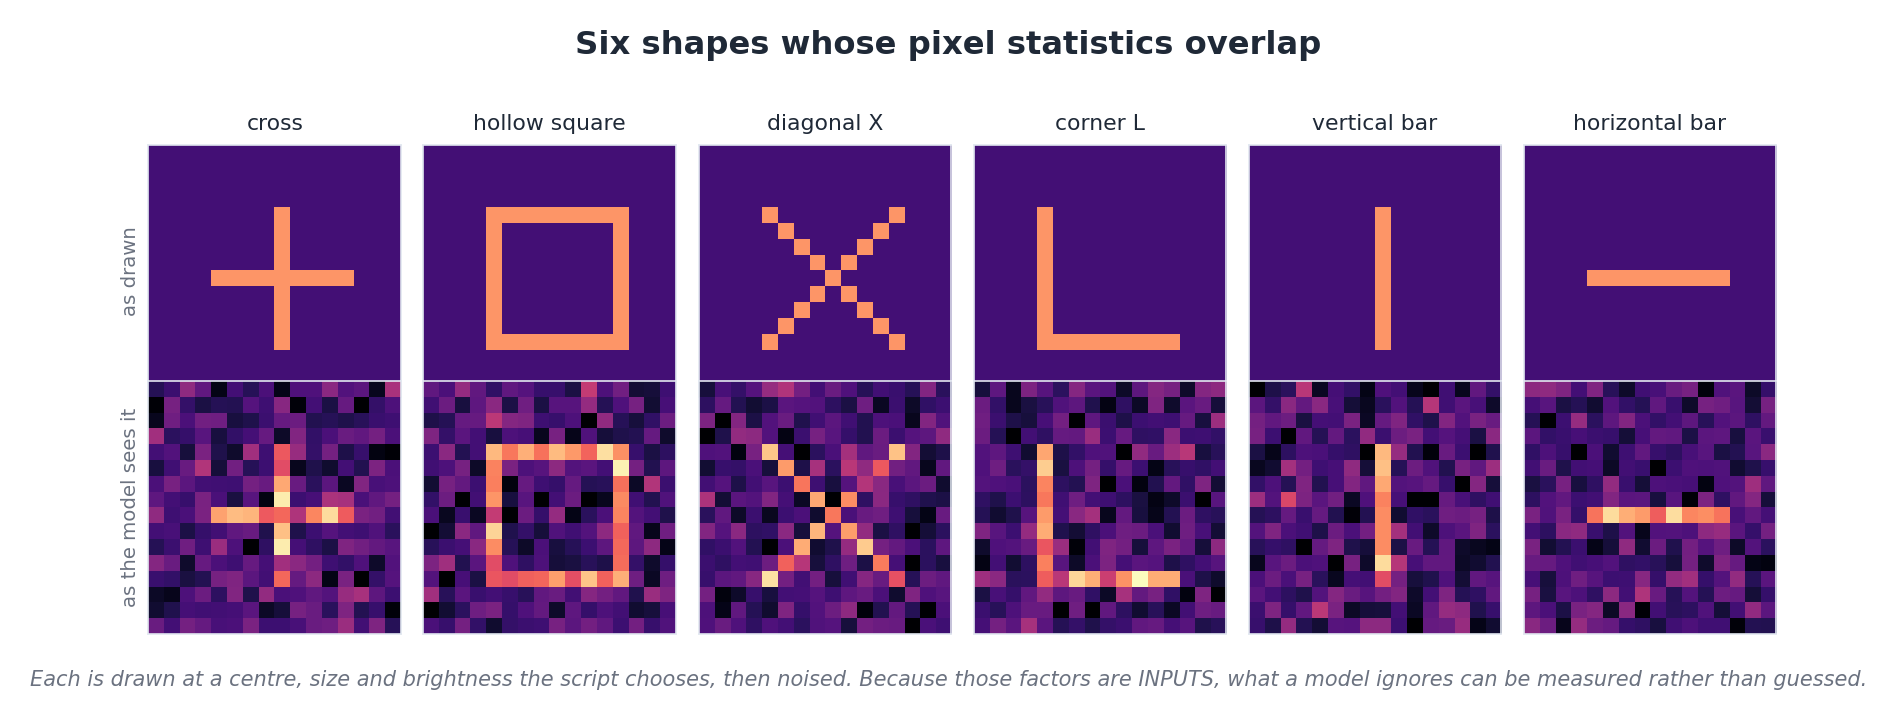 Six shapes whose pixel statistics overlap
cross
hollow square
diagonal X
corner L
vertical bar
horizontal bar
as drawn
as the model sees it
Each is drawn at a centre, size and brightness the script chooses, then noised. Because those factors are INPUTS, what a model ignores can be measured rather than guessed.